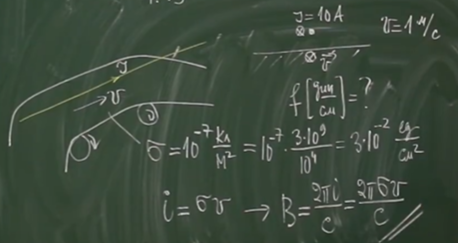 J=10A
v=1 м/с
J
v
f[дин/см]=?
σ=10⁻⁷ Кл/м² =10⁻⁷· 3·10⁹/10⁴ =3·10⁻² ед/см²
i=σv → B= 2πi/c = 2πσv/c